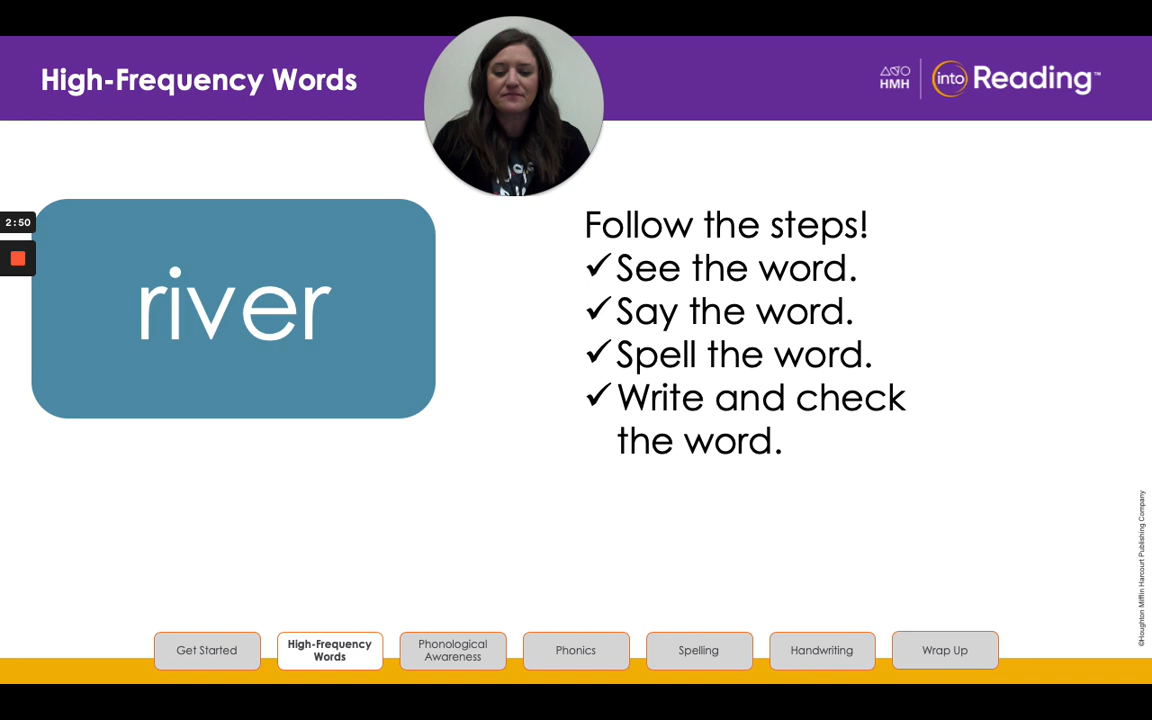 High-Frequency Words
HMH
into Reading™
2:50
river
Follow the steps!
✓See the word.
✓Say the word.
✓Spell the word.
✓Write and check
the word.
©Houghton Mifflin Harcourt Publishing Company
Get Started
High-Frequency
Words
Phonological
Awareness
Phonics
Spelling
Handwriting
Wrap Up